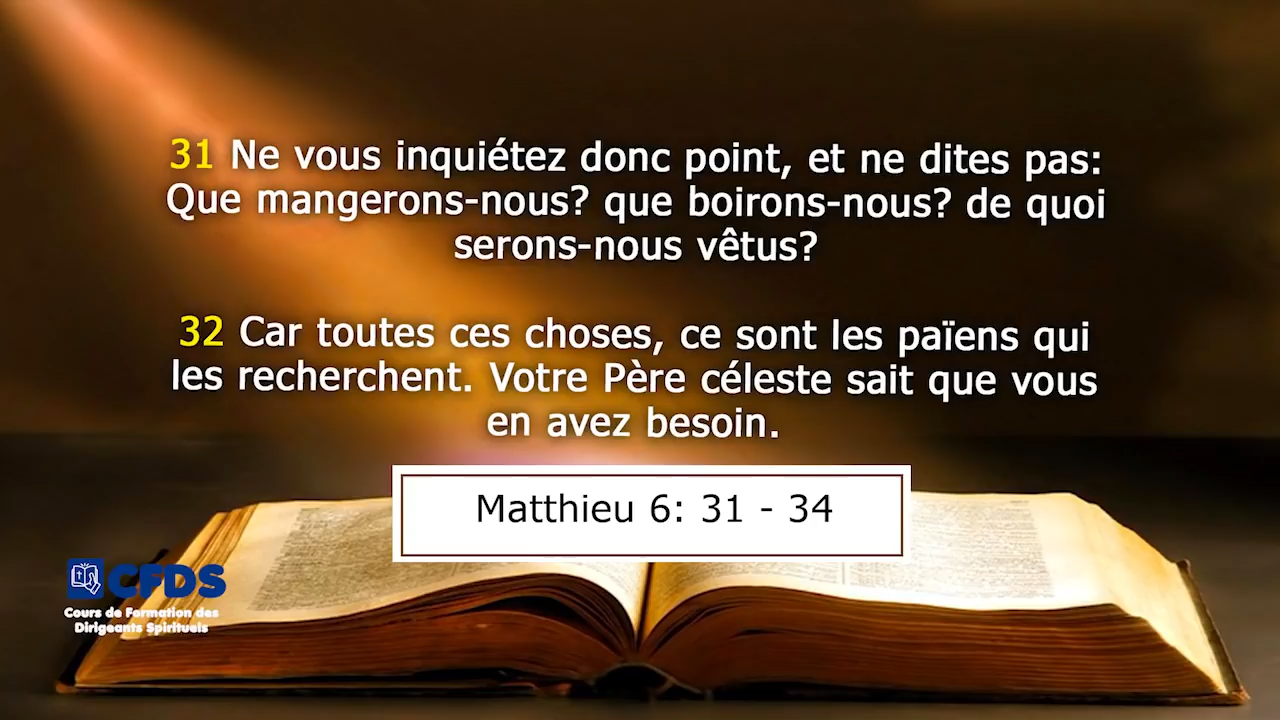 31 Ne vous inquiétez donc point, et ne dites pas:
Que mangerons-nous? que boirons-nous? de quoi
serons-nous vêtus?
32 Car toutes ces choses, ce sont les païens qui
les recherchent. Votre Père céleste sait que vous
en avez besoin.
Matthieu 6: 31 - 34
CFDS
Cours de Formation des
Dirigeants Spirituels